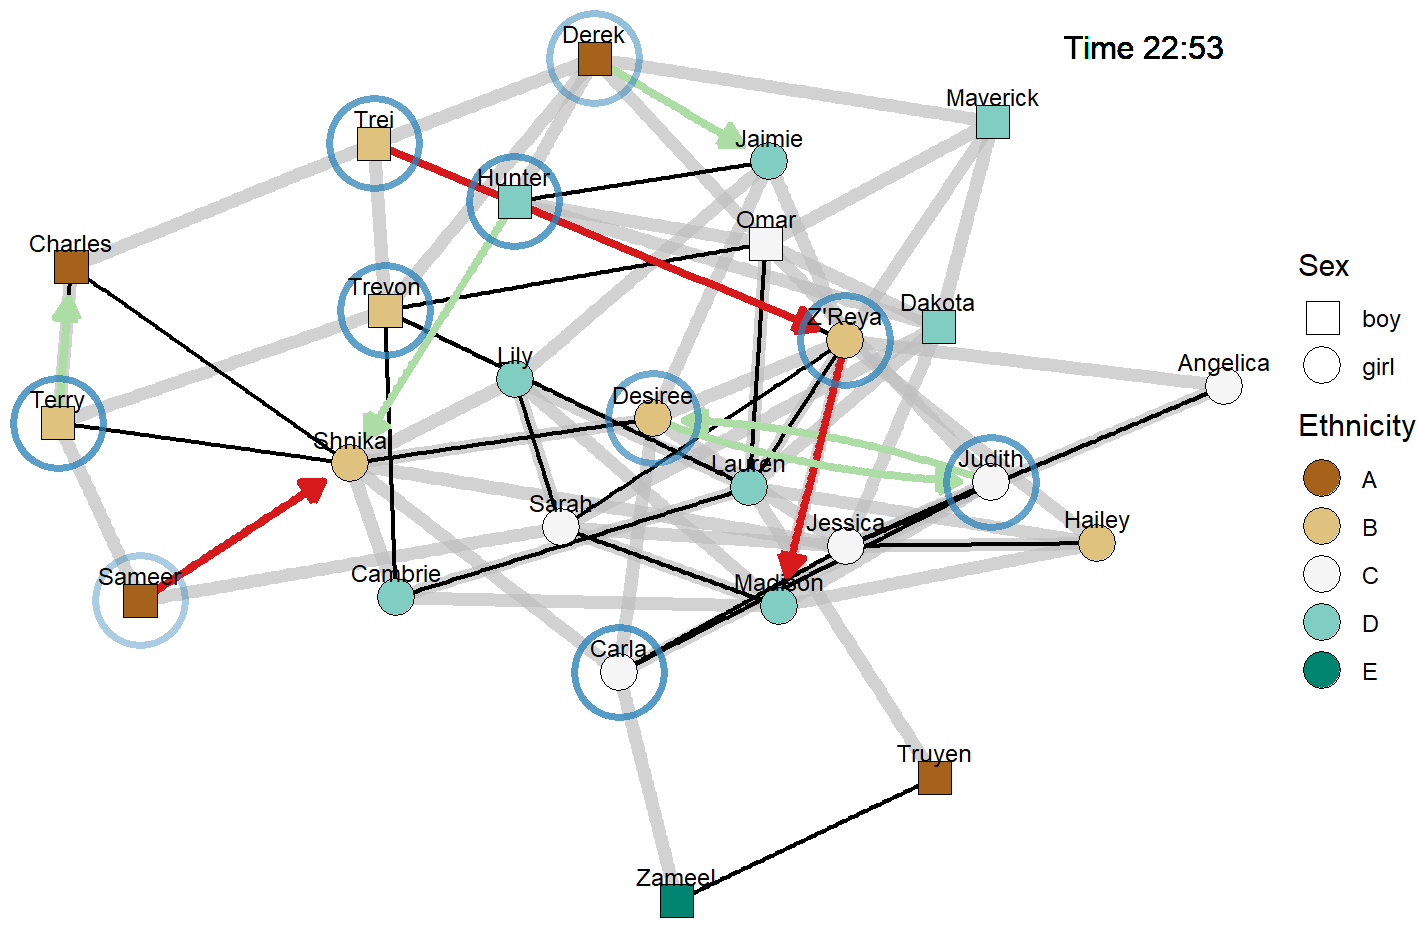 Derek
Time 22:53
Maverick
Trei
Jaimie
Hunter
Omar
Charles
Trevon
Dakota
Z'Reya
Sex
boy
girl
Lily
Angelica
Terry
Desiree
Ethnicity
Shnika
Lauren
Judith
A
Sarah
Jessica
Hailey
B
Sameer
Cambrie
Madison
C
D
Carla
E
Truyen
Zameel